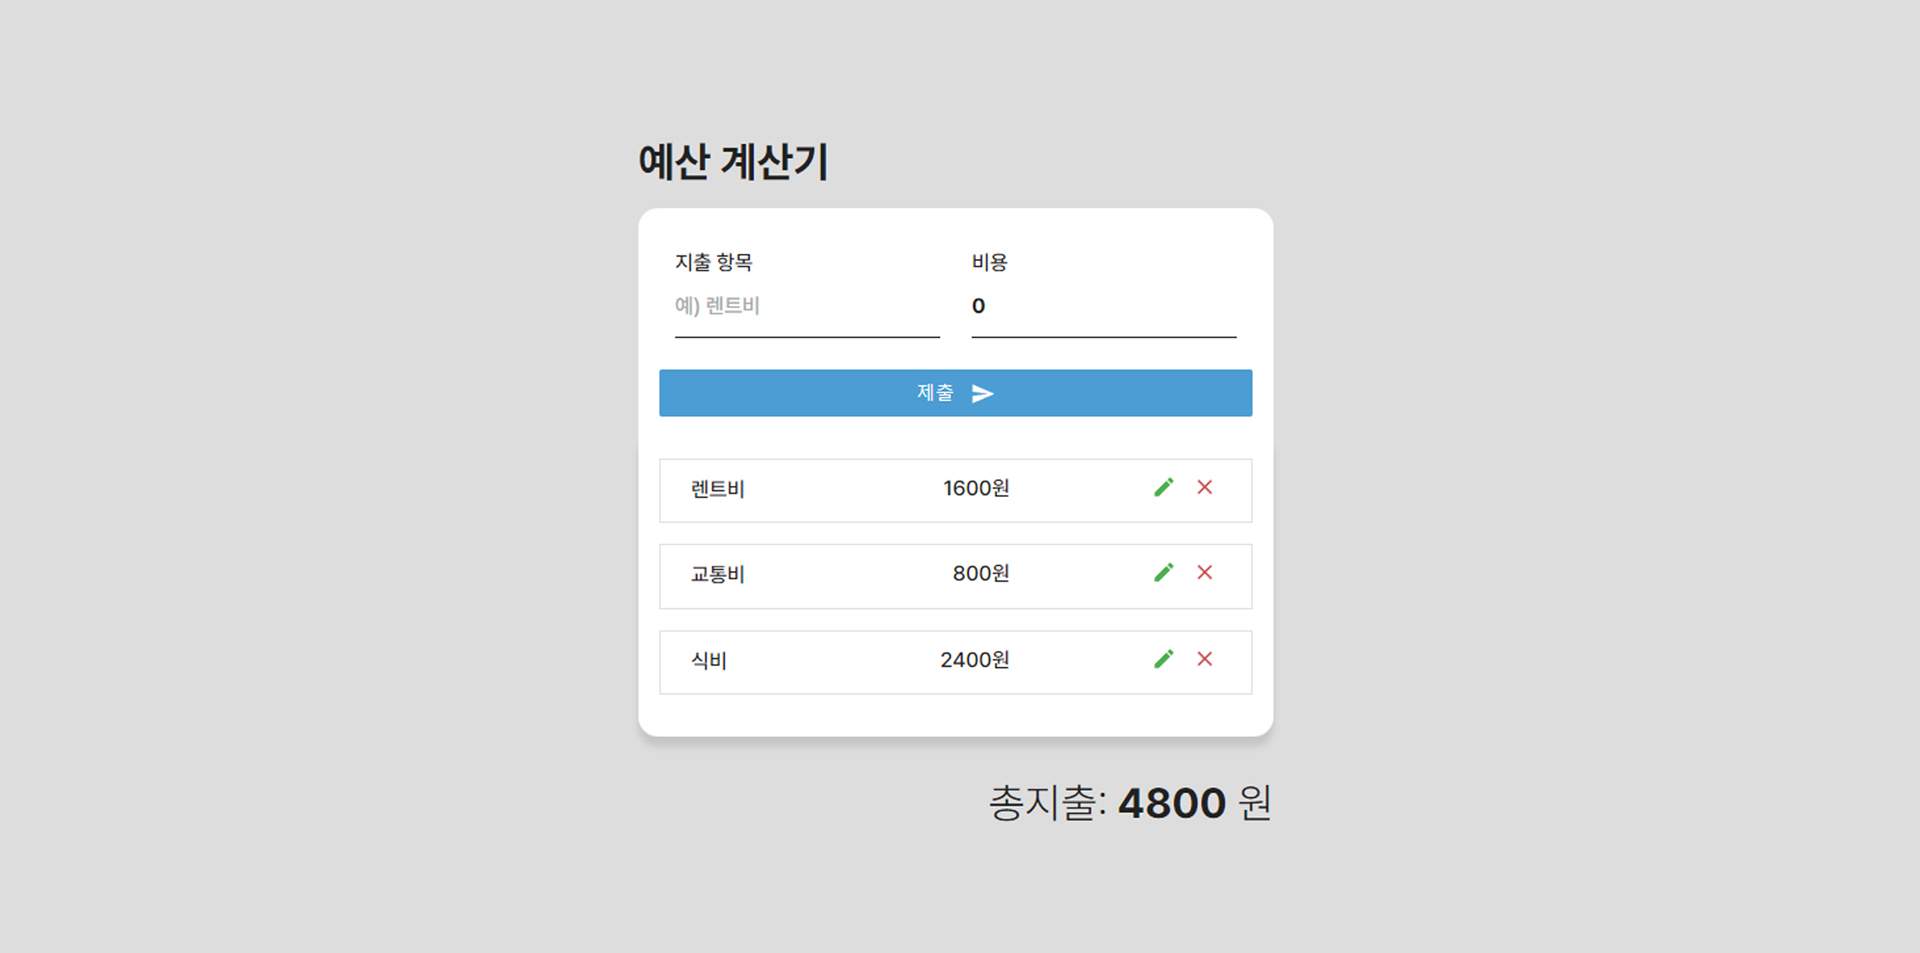 예산 계산기
지출 항목 비용
예) 렌트비 0
제출
렌트비 1600원
교통비 800원
식비 2400원
총지출: 4800 원